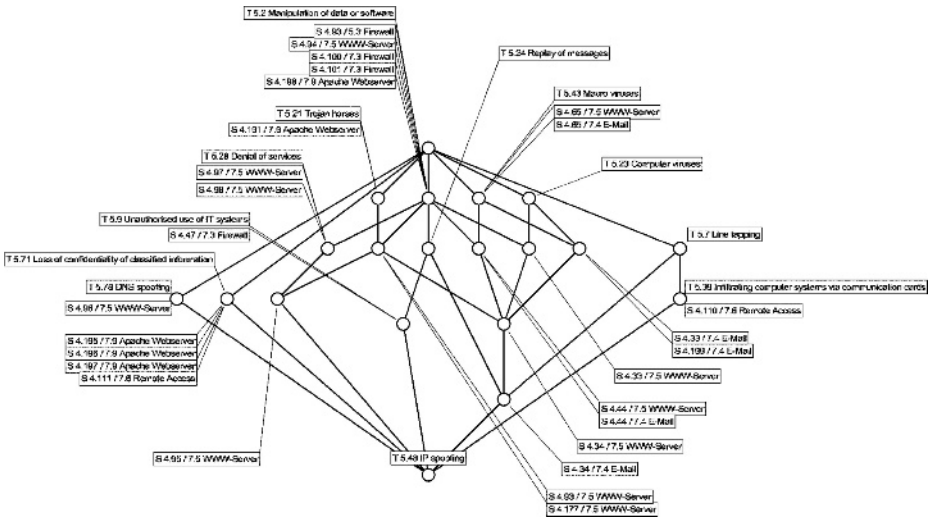 T 5.2 Manipulation of data or software
S 4.93 / 5.3 Firewall
S 4.94 / 7.5 WWW-Server
S 4.100 / 7.3 Firewall
S 4.101 / 7.3 Firewall
/ 7.9 Apache Webserver
T 5.24 Replay of messages
T 5.43 Macro viruses
S 4.65 / 7.5 WWW-Server
S 4.65 / 7.4 E-Mail
T 5.21 Trojan horses
S 4.191 / 7.9 Apache Webserver
T 5.28 Denial of services
S 4.97 / 7.5 WWW-Server
S 4.98 / 7.5 WWW-Server
T 5.23 Computer viruses
T 5.9 Unauthorised use of IT systems
S 4.47 / 7.3 Firewall
T 5.7 Line tapping
T 5.71 Loss of confidentiality of classified information
T 5.78 DNS spoofing
S 4.96 / 7.5 WWW-Server
T 5.39 Infiltrating computer systems via communication cards
S 4.110 / 7.6 Remote Access
S 4.195 / 7.9 Apache Webserver
S 4.196 / 7.9 Apache Webserver
S 4.197 / 7.9 Apache Webserver
S 4.111 / 7.6 Remote Access
S 4.33 / 7.4 E-Mail
S 4.199 / 7.4 E-Mail
S 4.33 / 7.5 WWW-Server
S 4.44 / 7.5 WWW-Server
S 4.44 / 7.4 E-Mail
S 4.34 / 7.5 WWW-Server
S 4.95 / 7.5 WWW-Server
T 5.48 IP spoofing
S 4.34 / 7.4 E-Mail
S 4.93 / 7.5 WWW-Server
S 4.177 / 7.5 WWW-Server